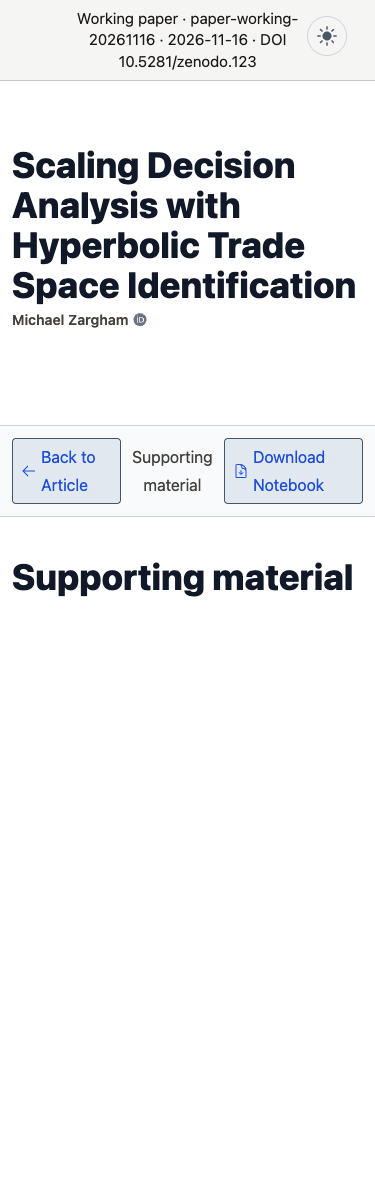 Working paper · paper-working-
20261116 · 2026-11-16 · DOI
10.5281/zenodo.123
Scaling Decision
Analysis with
Hyperbolic Trade
Space Identification
Michael Zargham iD
Back to
Article
Supporting
material
Download
Notebook
Supporting material